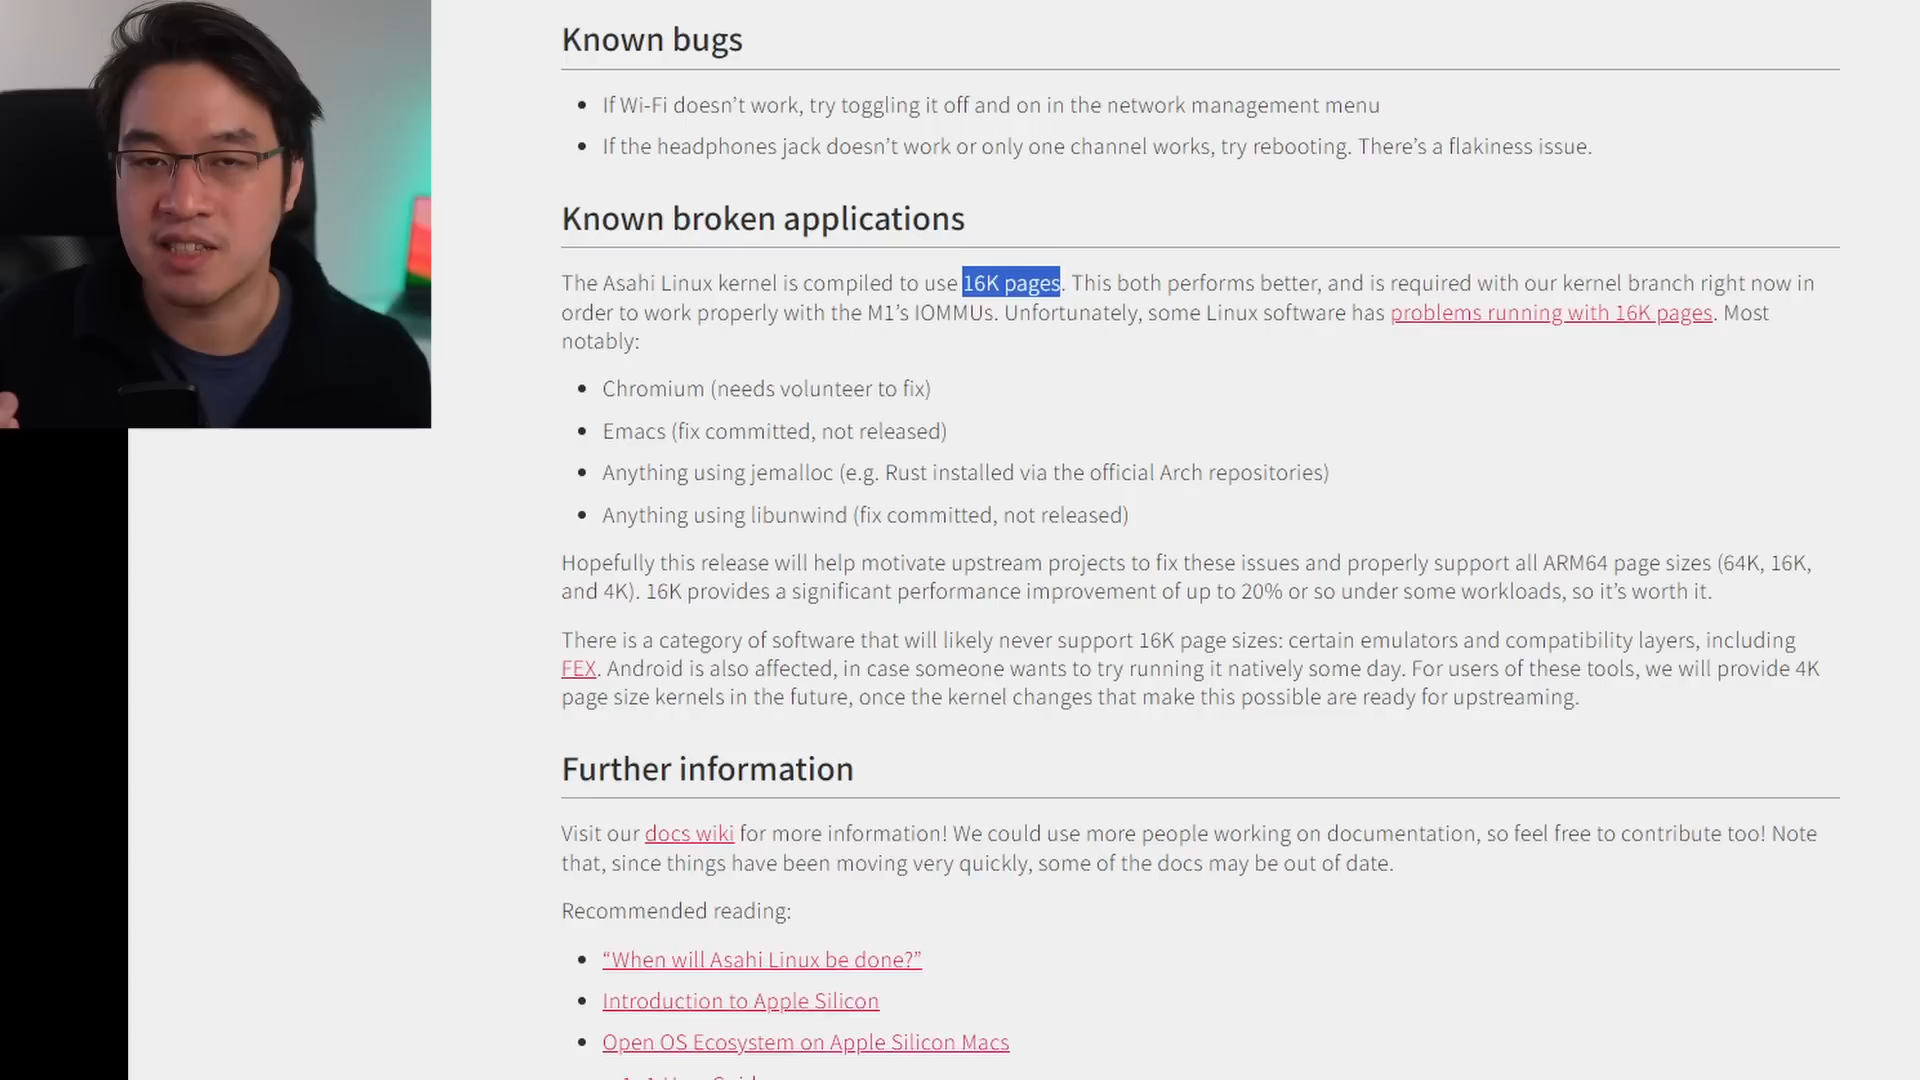 Known bugs
If Wi-Fi doesn’t work, try toggling it off and on in the network management menu
If the headphones jack doesn’t work or only one channel works, try rebooting. There’s a flakiness issue.
Known broken applications
The Asahi Linux kernel is compiled to use 16K pages. This both performs better, and is required with our kernel branch right now in
order to work properly with the M1’s IOMMUs. Unfortunately, some Linux software has problems running with 16K pages. Most
notably:
Chromium (needs volunteer to fix)
Emacs (fix committed, not released)
Anything using jemalloc (e.g. Rust installed via the official Arch repositories)
Anything using libunwind (fix committed, not released)
Hopefully this release will help motivate upstream projects to fix these issues and properly support all ARM64 page sizes (64K, 16K,
and 4K). 16K provides a significant performance improvement of up to 20% or so under some workloads, so it’s worth it.
There is a category of software that will likely never support 16K page sizes: certain emulators and compatibility layers, including
FEX. Android is also affected, in case someone wants to try running it natively some day. For users of these tools, we will provide 4K
page size kernels in the future, once the kernel changes that make this possible are ready for upstreaming.
Further information
Visit our docs wiki for more information! We could use more people working on documentation, so feel free to contribute too! Note
that, since things have been moving very quickly, some of the docs may be out of date.
Recommended reading:
“When will Asahi Linux be done?”
Introduction to Apple Silicon
Open OS Ecosystem on Apple Silicon Macs